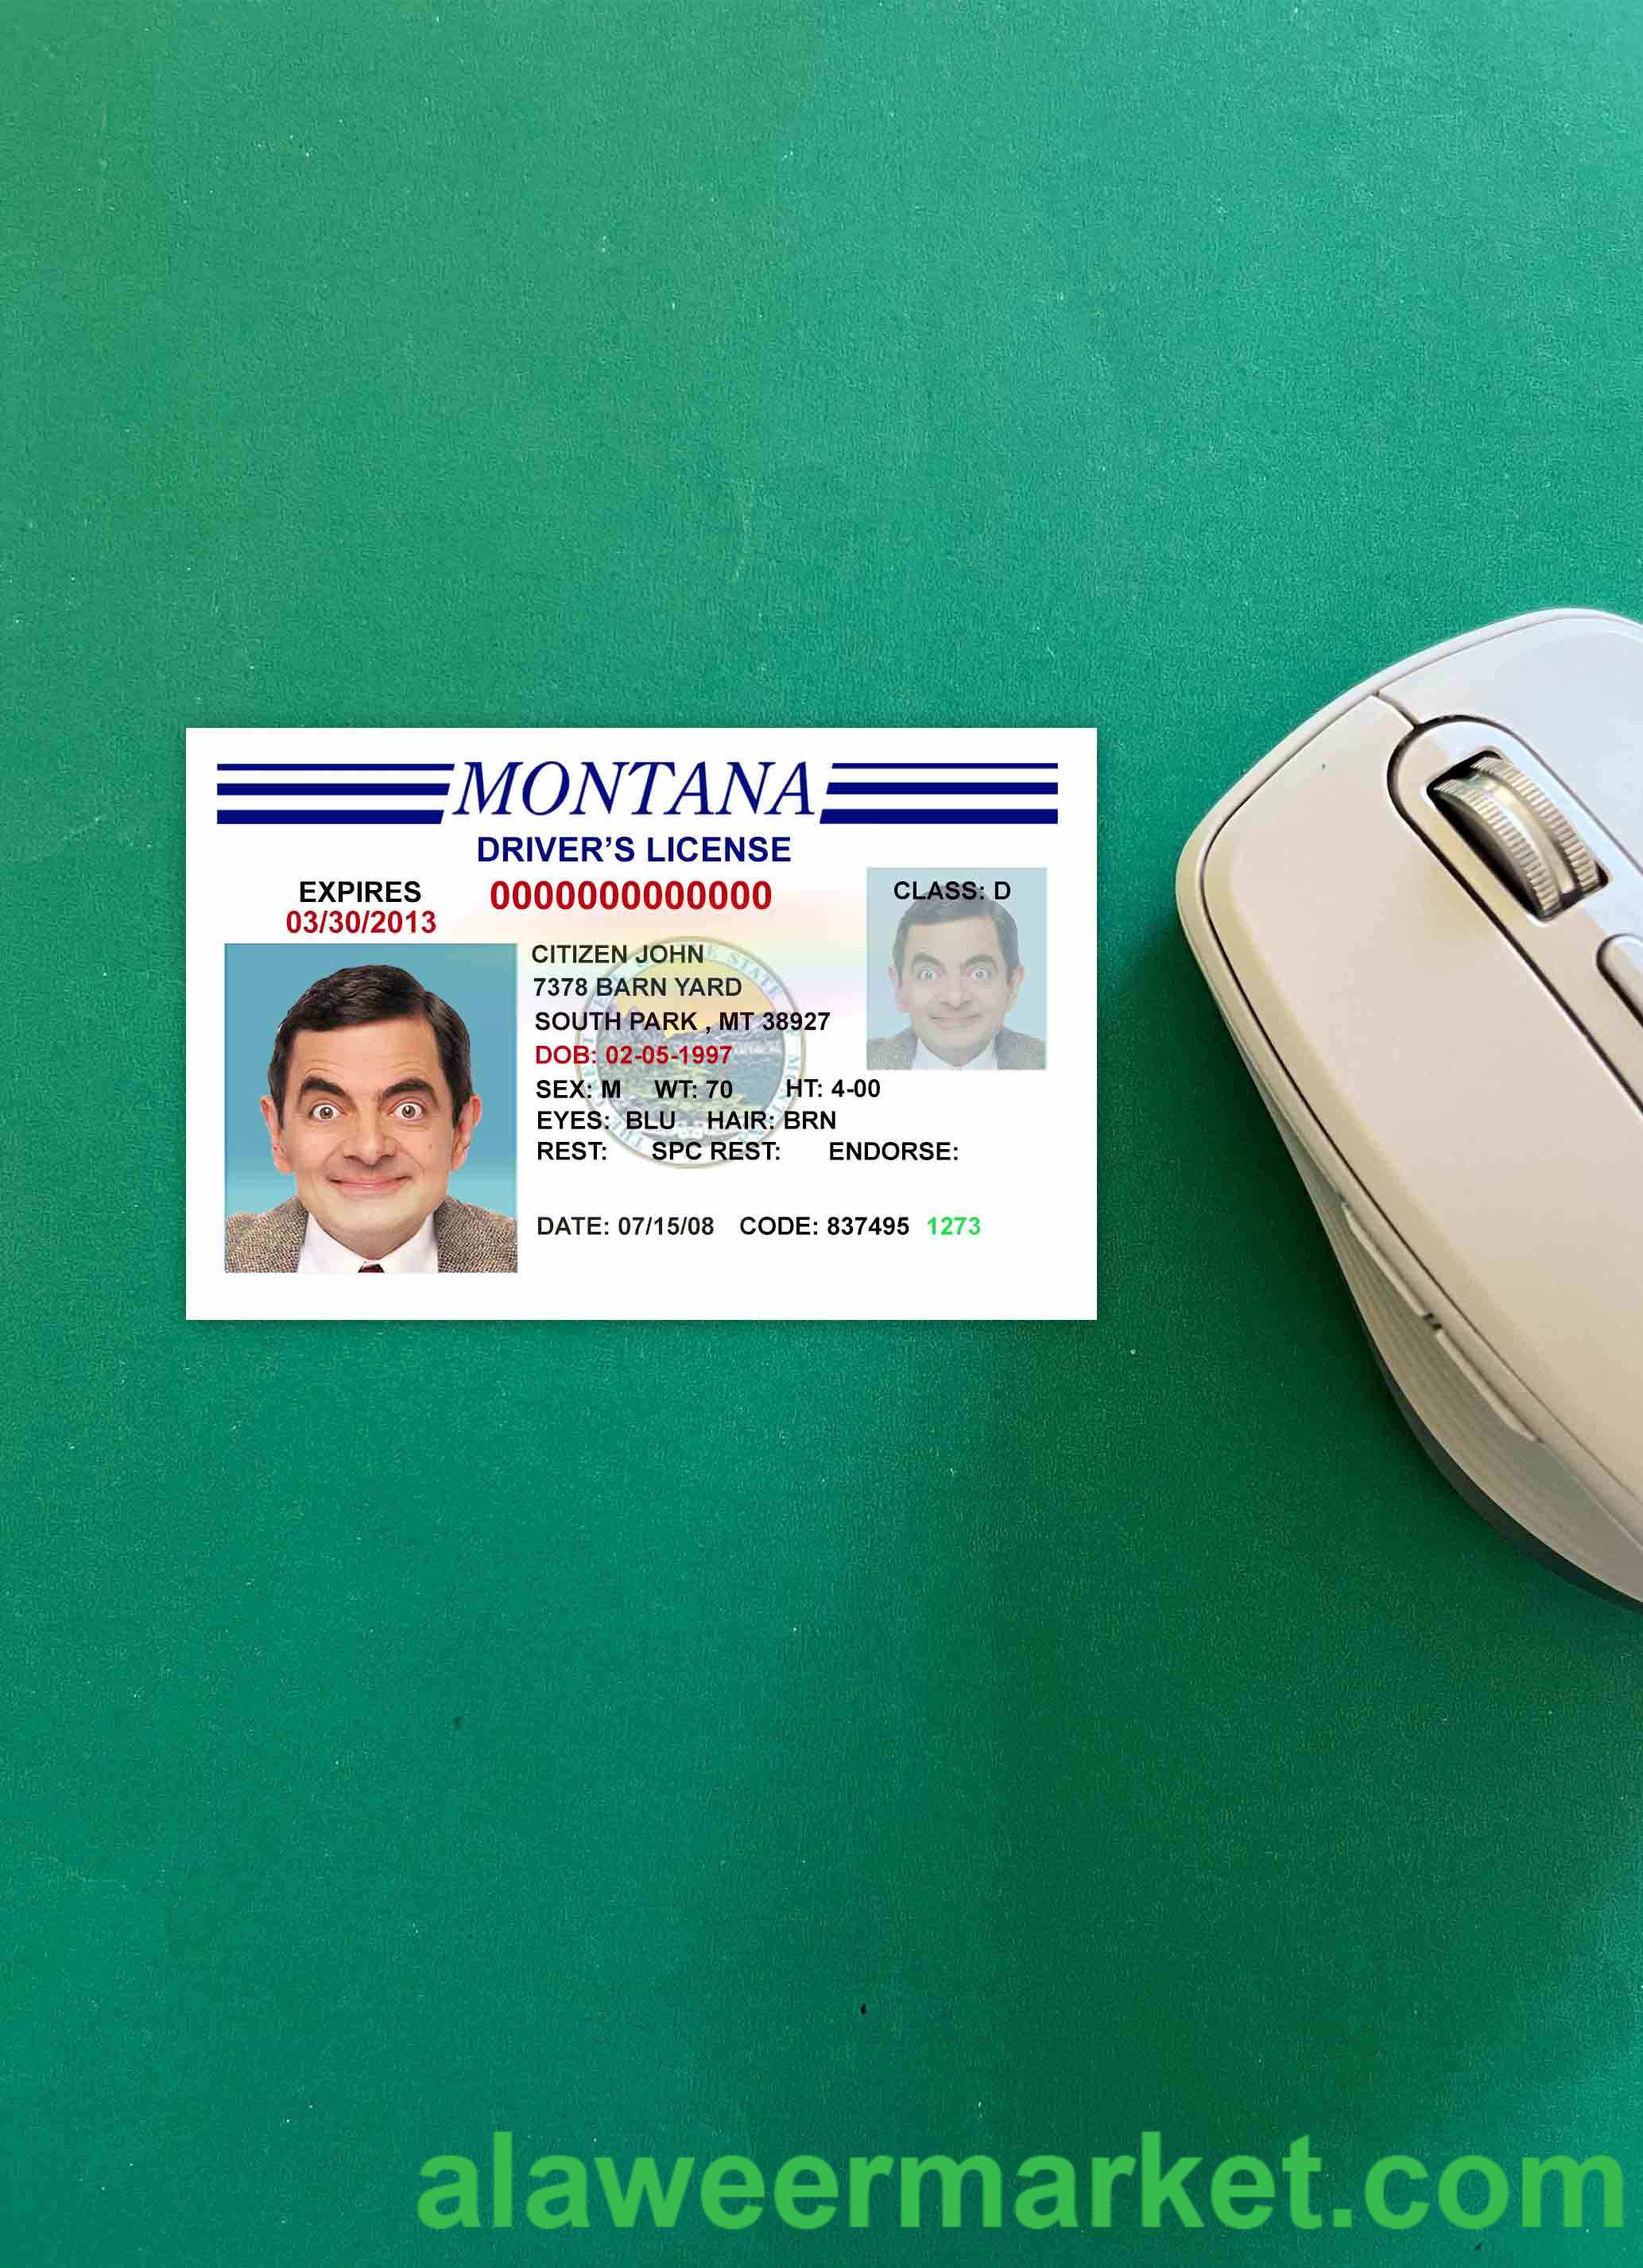 MONTANA
DRIVER'S LICENSE
EXPIRES 0000000000000 CLASS: D
03/30/2013
CITIZEN JOHN
7378 BARN YARD
SOUTH PARK , MT 38927
DOB: 02-05-1997
SEX: M WT: 70 HT: 4-00
EYES: BLU HAIR: BRN
REST: SPC REST: ENDORSE:
DATE: 07/15/08 CODE: 837495 1273
alaweermarket.com